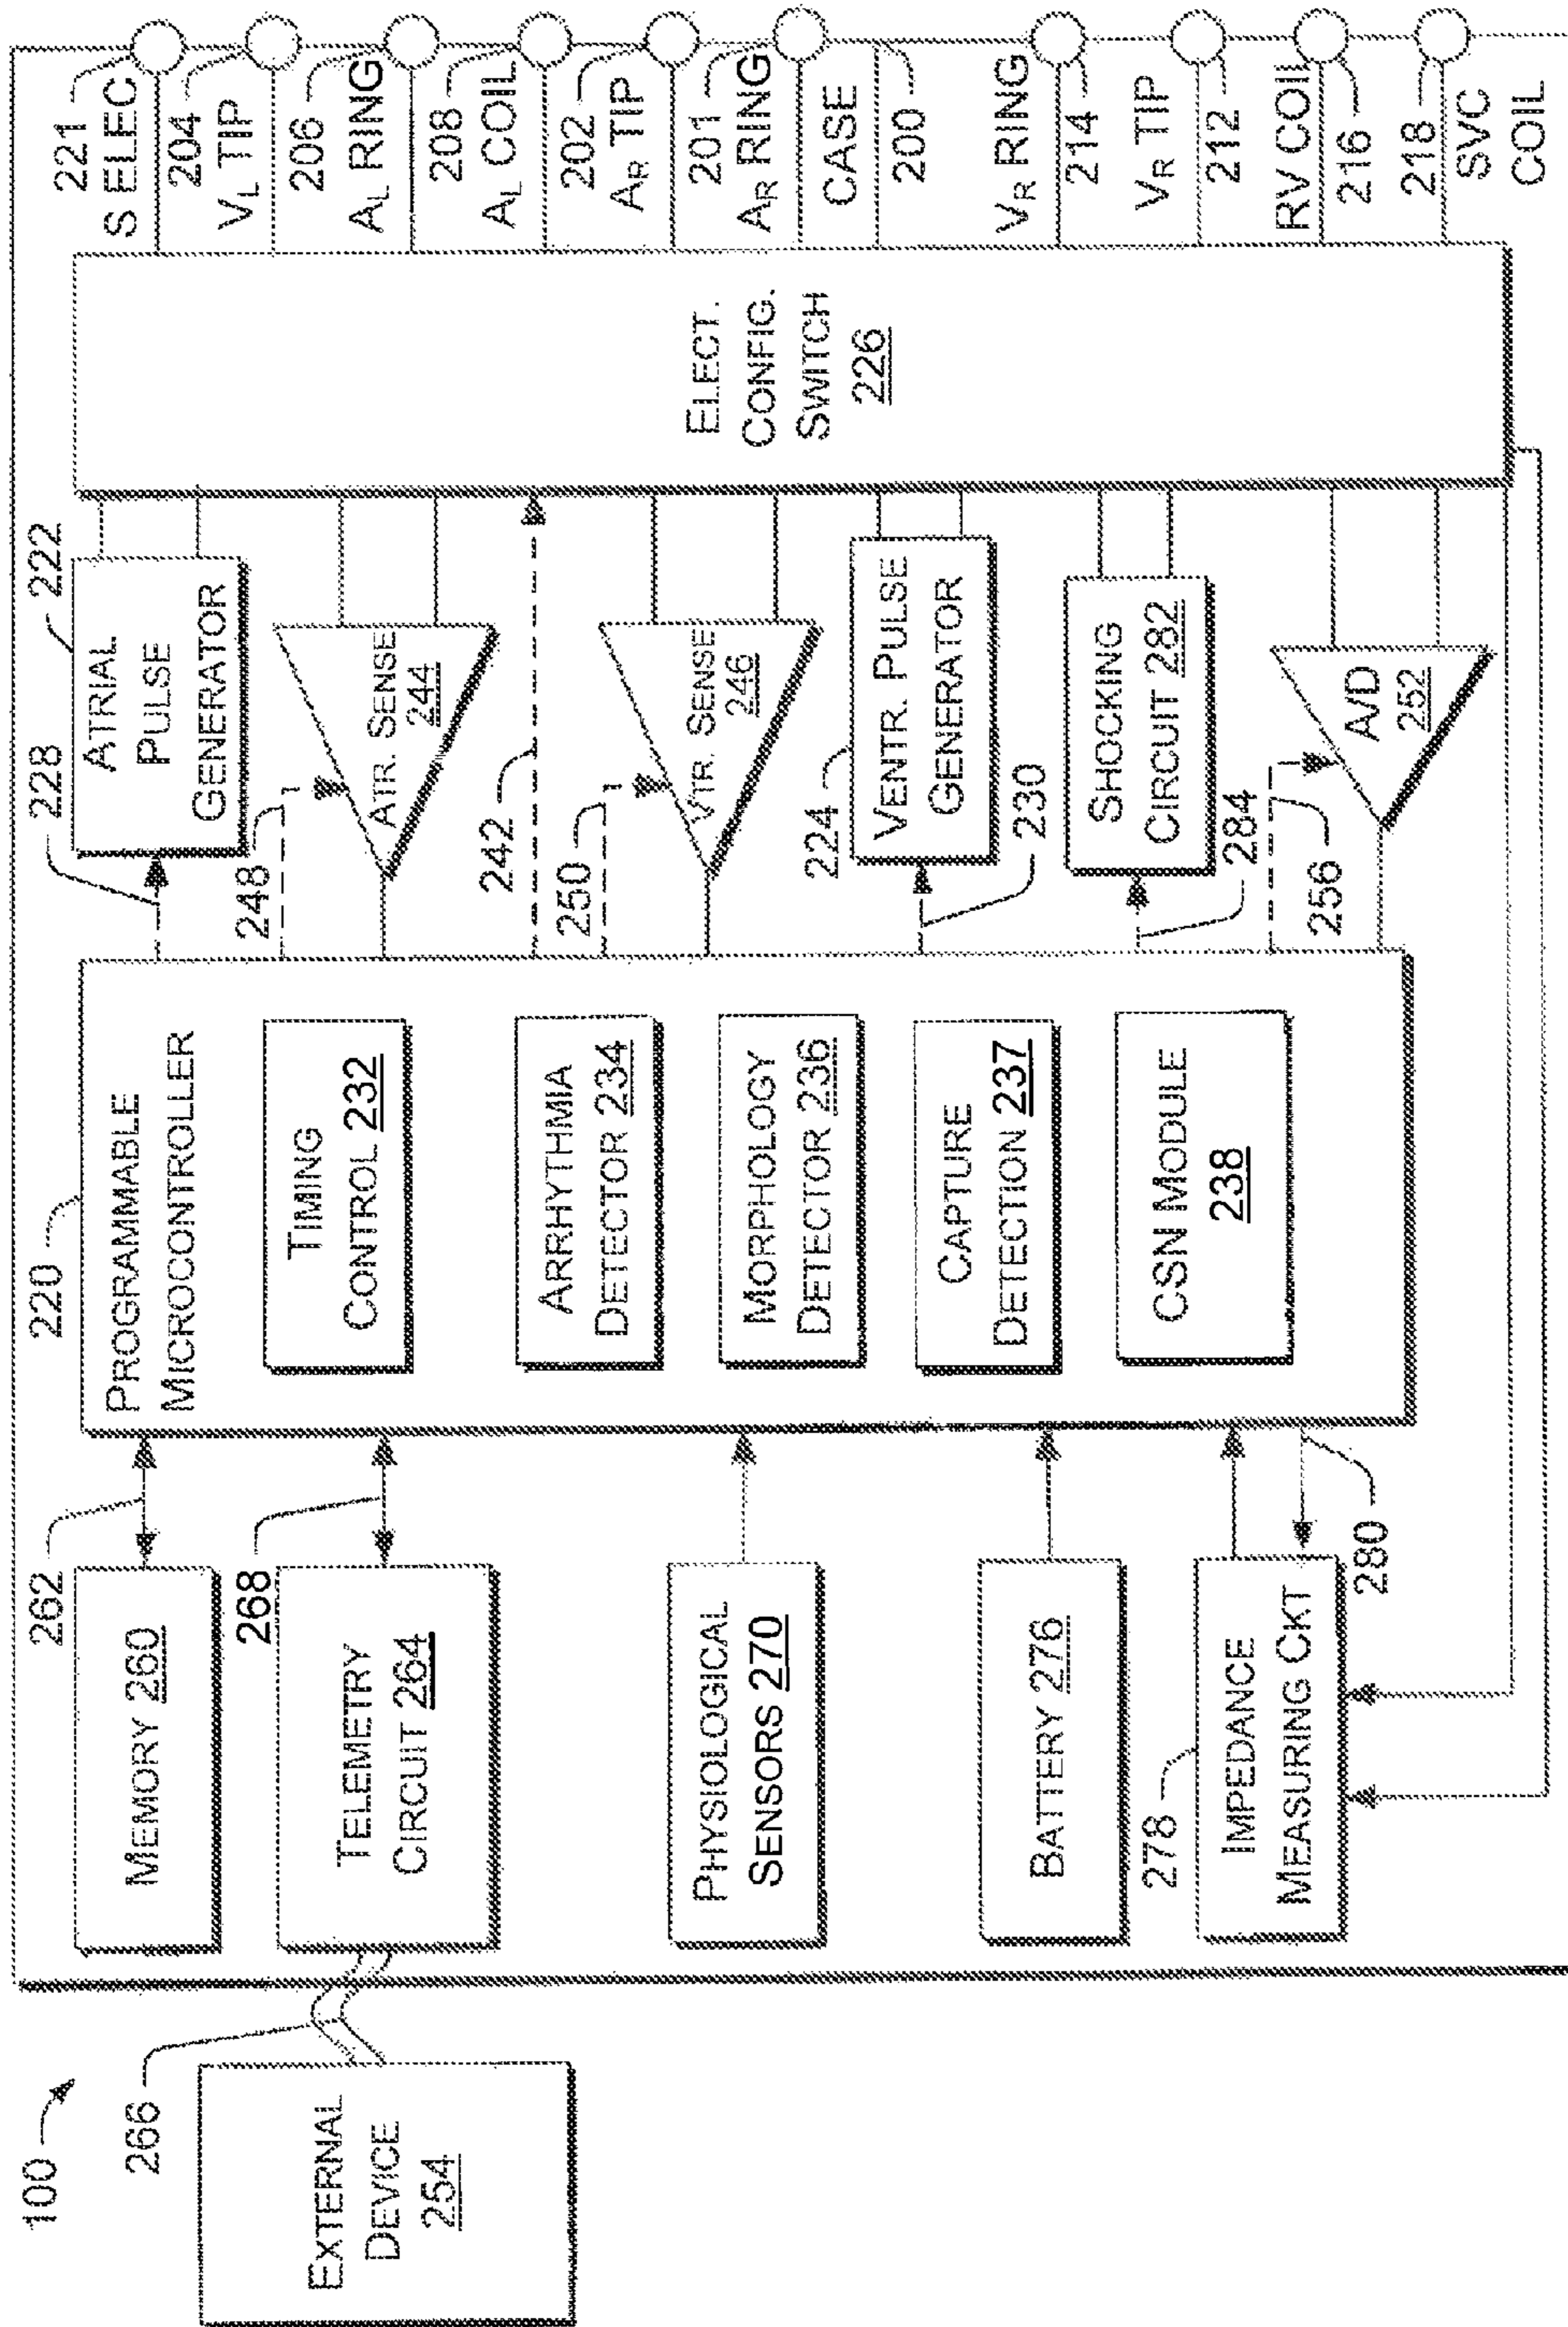 100
EXTERNAL
DEVICE
254
266
MEMORY 260
262
TELEMETRY
CIRCUIT 264
268
PHYSIOLOGICAL
SENSORS 270
BATTERY 276
278
IMPEDANCE
MEASURING CKT
280
220
PROGRAMMABLE
MICROCONTROLLER
TIMING
CONTROL 232
ARRHYTHMIA
DETECTOR 234
MORPHOLOGY
DETECTOR 236
CAPTURE
DETECTION 237
CSN MODULE
238
228
222
ATRIAL
PULSE
GENERATOR
248
ATR. SENSE
244
242
250
VTR. SENSE
246
224
VENTR. PULSE
GENERATOR
230
SHOCKING
CIRCUIT 282
284
256
A/D
252
ELECT.
CONFIG.
SWITCH
226
221
S ELEC
204
VL TIP
206
AL RING
208
AL COIL
202
AR TIP
201
AR RING
CASE
200
VR RING
214
VR TIP
212
RV COIL
216
218
SVC
COIL